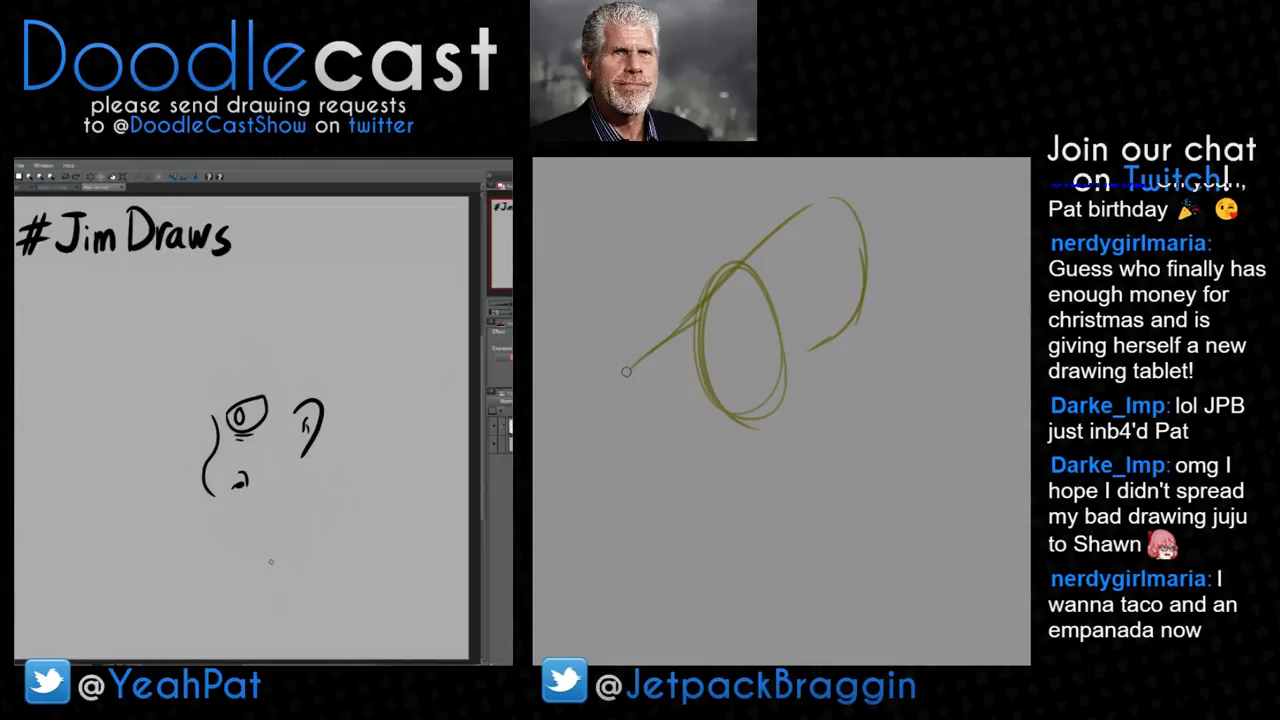 Doodlecast
please send drawing requests
to @DoodleCastShow on twitter
Window Help
#JimDraws
@YeahPat
@JetpackBraggin
Join our chat
on Twitch!
Pat birthday 🎉 😘
nerdygirlmaria:
Guess who finally has
enough money for
christmas and is
giving herself a new
drawing tablet!
Darke_Imp: lol JPB
just inb4'd Pat
Darke_Imp: omg I
hope I didn't spread
my bad drawing juju
to Shawn
nerdygirlmaria: I
wanna taco and an
empanada now